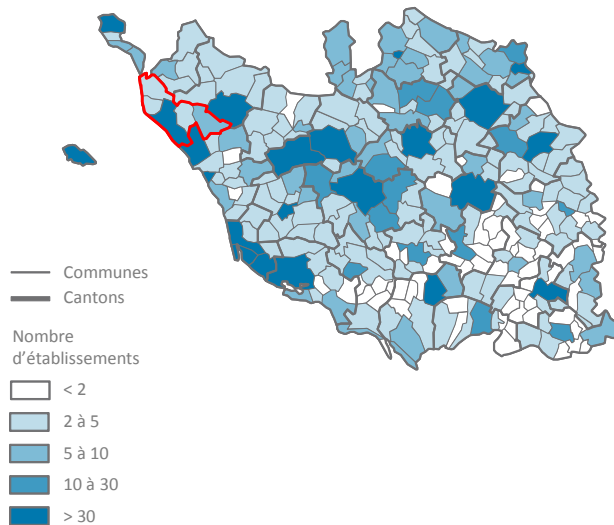 Communes
Cantons
Nombre
d'établissements
< 2
2 à 5
5 à 10
10 à 30
> 30